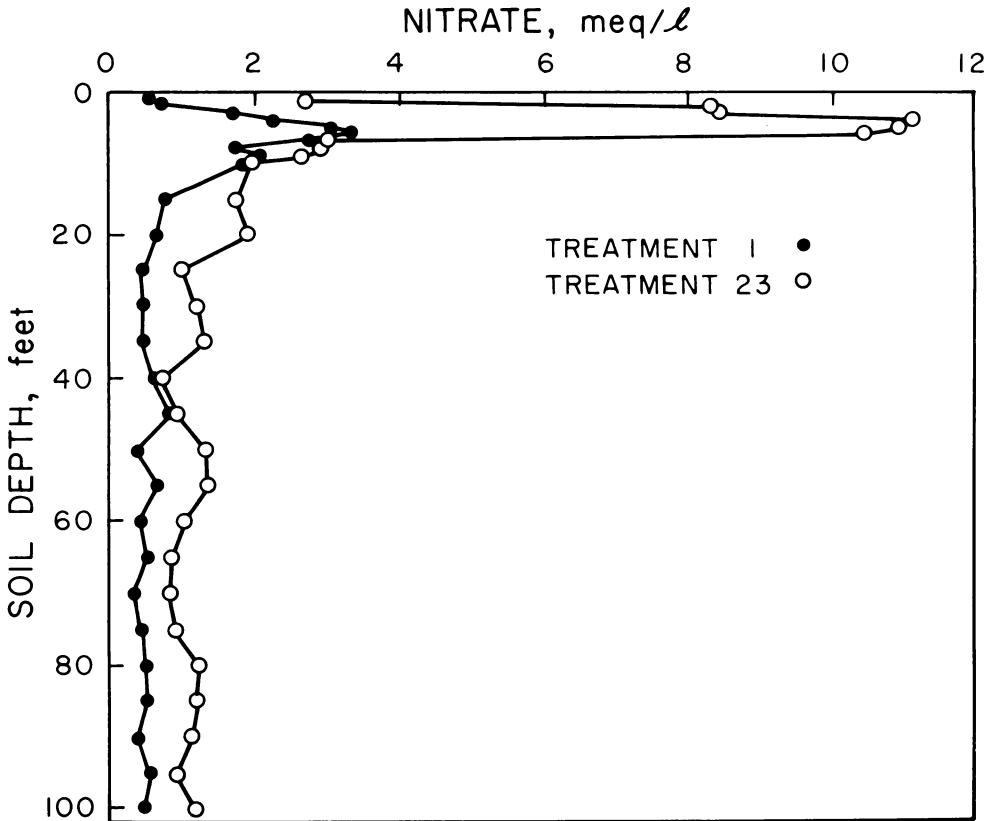 NITRATE, meq/ℓ
0 2 4 6 8 10 12
0
20
40
60
80
100
SOIL DEPTH, feet
TREATMENT 1
TREATMENT 23